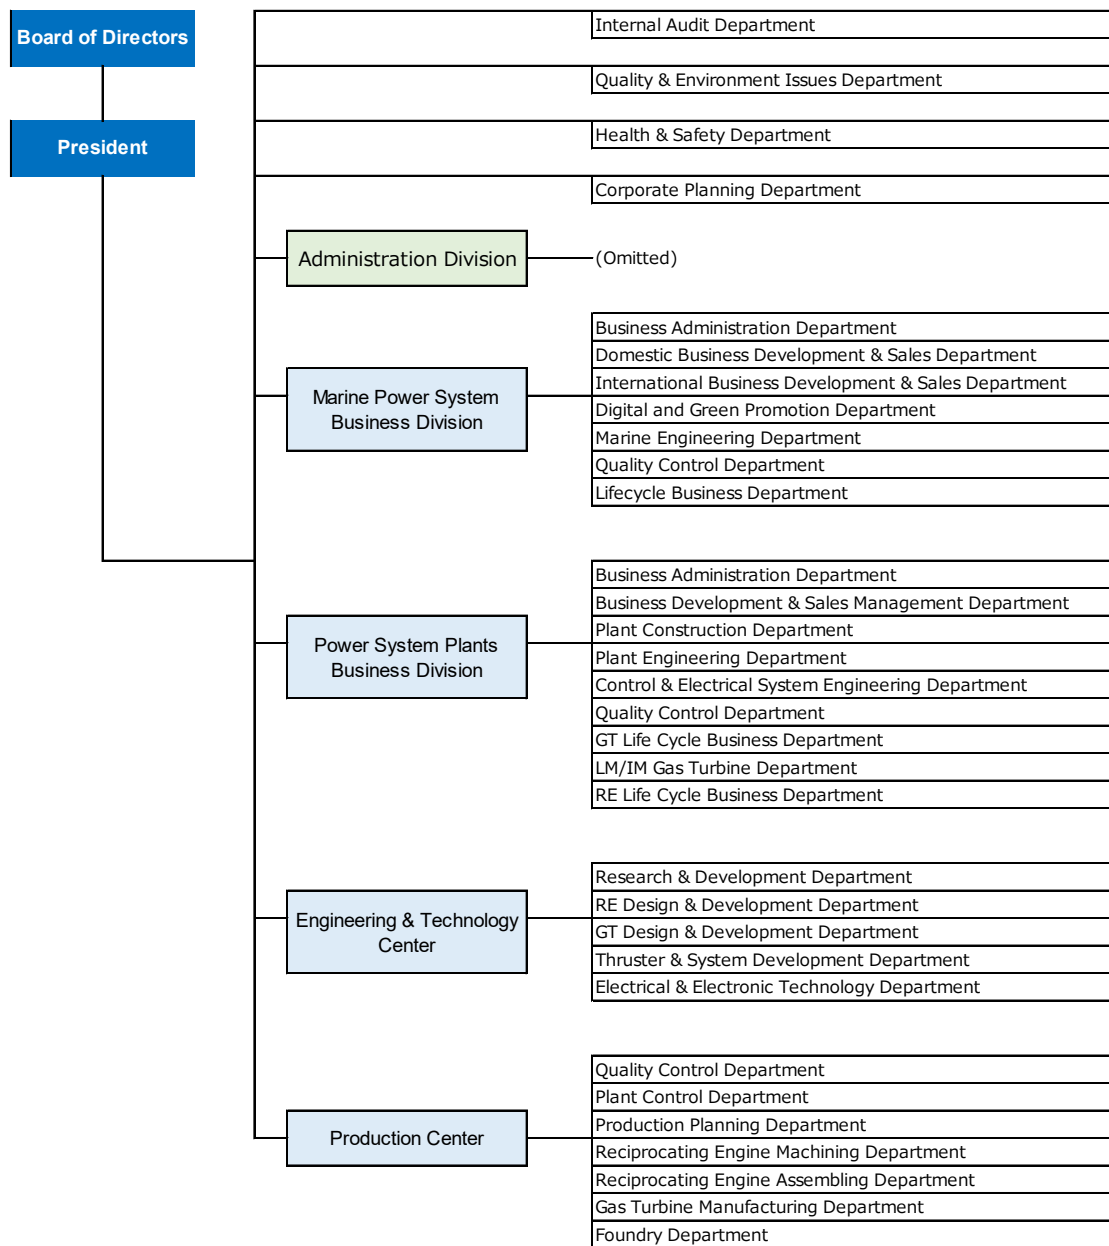 Board of Directors
President
Internal Audit Department
Quality & Environment Issues Department
Health & Safety Department
Corporate Planning Department
Administration Division
(Omitted)
Marine Power System
Business Division
Business Administration Department
Domestic Business Development & Sales Department
International Business Development & Sales Department
Digital and Green Promotion Department
Marine Engineering Department
Quality Control Department
Lifecycle Business Department
Power System Plants
Business Division
Business Administration Department
Business Development & Sales Management Department
Plant Construction Department
Plant Engineering Department
Control & Electrical System Engineering Department
Quality Control Department
GT Life Cycle Business Department
LM/IM Gas Turbine Department
RE Life Cycle Business Department
Engineering & Technology
Center
Research & Development Department
RE Design & Development Department
GT Design & Development Department
Thruster & System Development Department
Electrical & Electronic Technology Department
Production Center
Quality Control Department
Plant Control Department
Production Planning Department
Reciprocating Engine Machining Department
Reciprocating Engine Assembling Department
Gas Turbine Manufacturing Department
Foundry Department